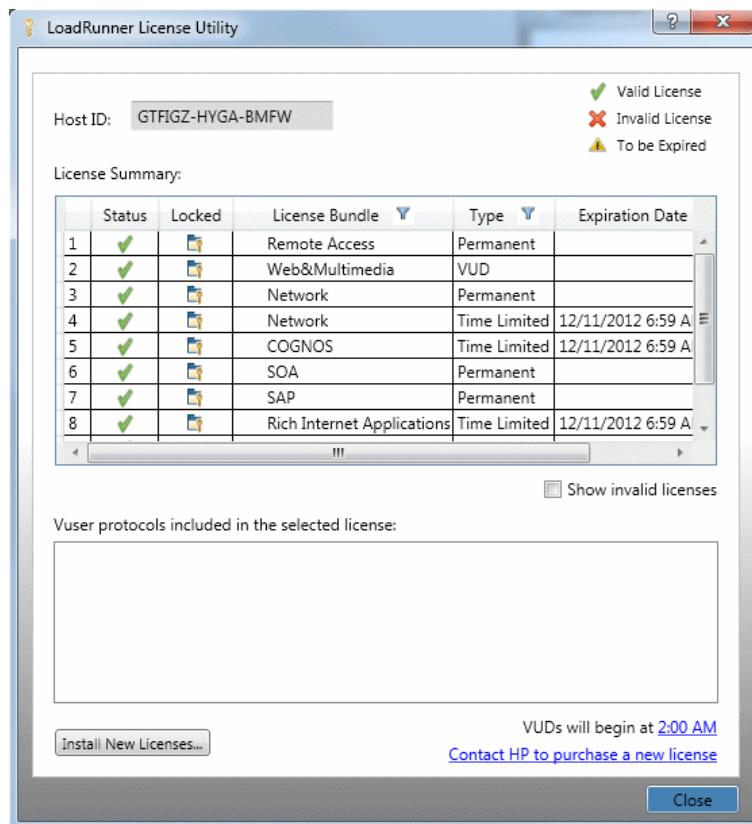 LoadRunner License Utility
Host ID: GTFIGZ-HYGA-BMFW
Valid License
Invalid License
To be Expired
License Summary:
Status Locked License Bundle Type Expiration Date
1 Remote Access Permanent
2 Web&Multimedia VUD
3 Network Permanent
4 Network Time Limited 12/11/2012 6:59 A
5 COGNOS Time Limited 12/11/2012 6:59 A
6 SOA Permanent
7 SAP Permanent
8 Rich Internet Applications Time Limited 12/11/2012 6:59 A
Show invalid licenses
Vuser protocols included in the selected license:
VUDs will begin at 2:00 AM
Install New Licenses...
Contact HP to purchase a new license
Close